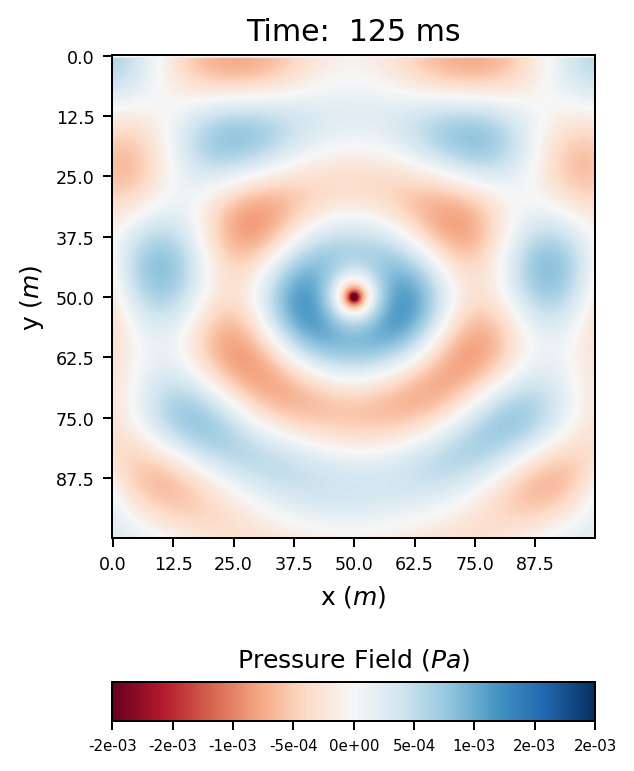 Time:  125 ms
0.0
12.5
25.0
37.5
50.0
62.5
75.0
87.5
y (m)
0.0 12.5 25.0 37.5 50.0 62.5 75.0 87.5
x (m)
Pressure Field (Pa)
-2e-03 -2e-03 -1e-03 -5e-04 0e+00 5e-04 1e-03 2e-03 2e-03